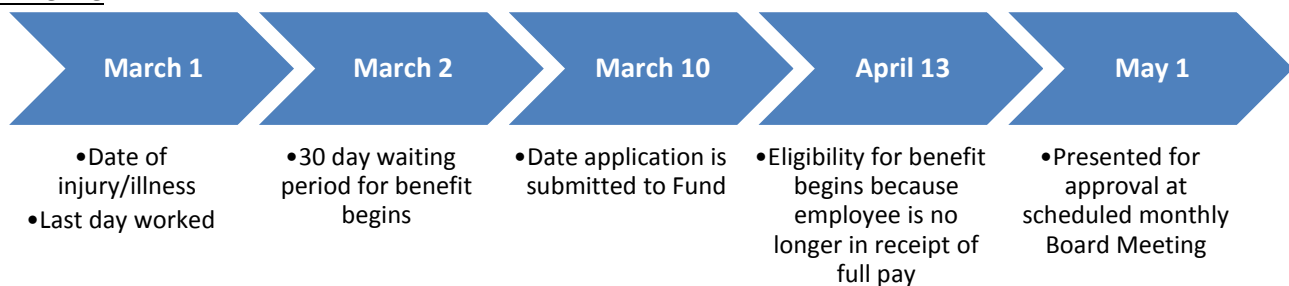 March 1
March 2
March 10
April 13
May 1
•Date of
injury/illness
•Last day worked
•30 day waiting
period for benefit
begins
•Date application is
submitted to Fund
•Eligibility for benefit
begins because
employee is no
longer in receipt of
full pay
•Presented for
approval at
scheduled monthly
Board Meeting